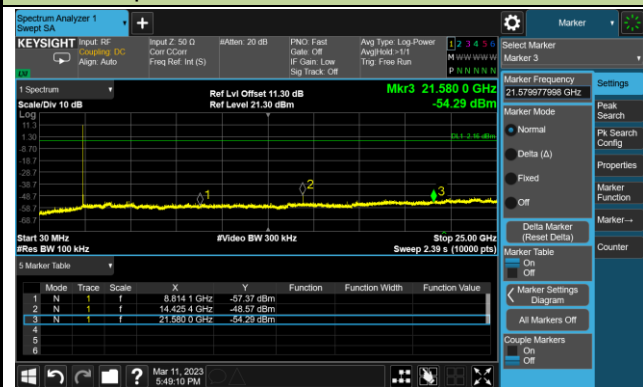 Spectrum Analyzer 1
Swept SA
Marker
KEYSIGHT Input: RF Input Z: 50 Ω #Atten: 20 dB PNO: Fast Avg Type: Log-Power 1 2 3 4 5 6
Coupling: DC Corr CCorr Gate: Off Avg|Hold:>1/1 M W W W W W
Align: Auto Freq Ref: Int (S) IF Gain: Low Trig: Free Run P N N N N N
Sig Track: Off
LXI
Select Marker
Marker 3
1 Spectrum
Ref Lvl Offset 11.30 dB
Mkr3 21.580 0 GHz
Scale/Div 10 dB
Ref Level 21.30 dBm
-54.29 dBm
Log
11.3
1.30
DL1 -2.15 dBm
-8.70
-18.7
-28.7
-38.7
-48.7
-58.7
-68.7
1
2
3
Start 30 MHz
#Video BW 300 kHz
Stop 25.00 GHz
#Res BW 100 kHz
Sweep 2.39 s (10000 pts)
5 Marker Table
Mode Trace Scale X Y Function Function Width Function Value
1 N 1 f 8.814 1 GHz -57.37 dBm
2 N 1 f 14.425 4 GHz -48.57 dBm
3 N 1 f 21.580 0 GHz -54.29 dBm
4
5
6
Marker Frequency
21.579977998 GHz
Marker Mode
Normal
Delta (Δ)
Fixed
Off
Delta Marker
(Reset Delta)
Marker Table
On
Off
Marker Settings
Diagram
All Markers Off
Couple Markers
On
Off
Settings
Peak
Search
Pk Search
Config
Properties
Marker
Function
Marker→
Counter
Mar 11, 2023
5:49:10 PM